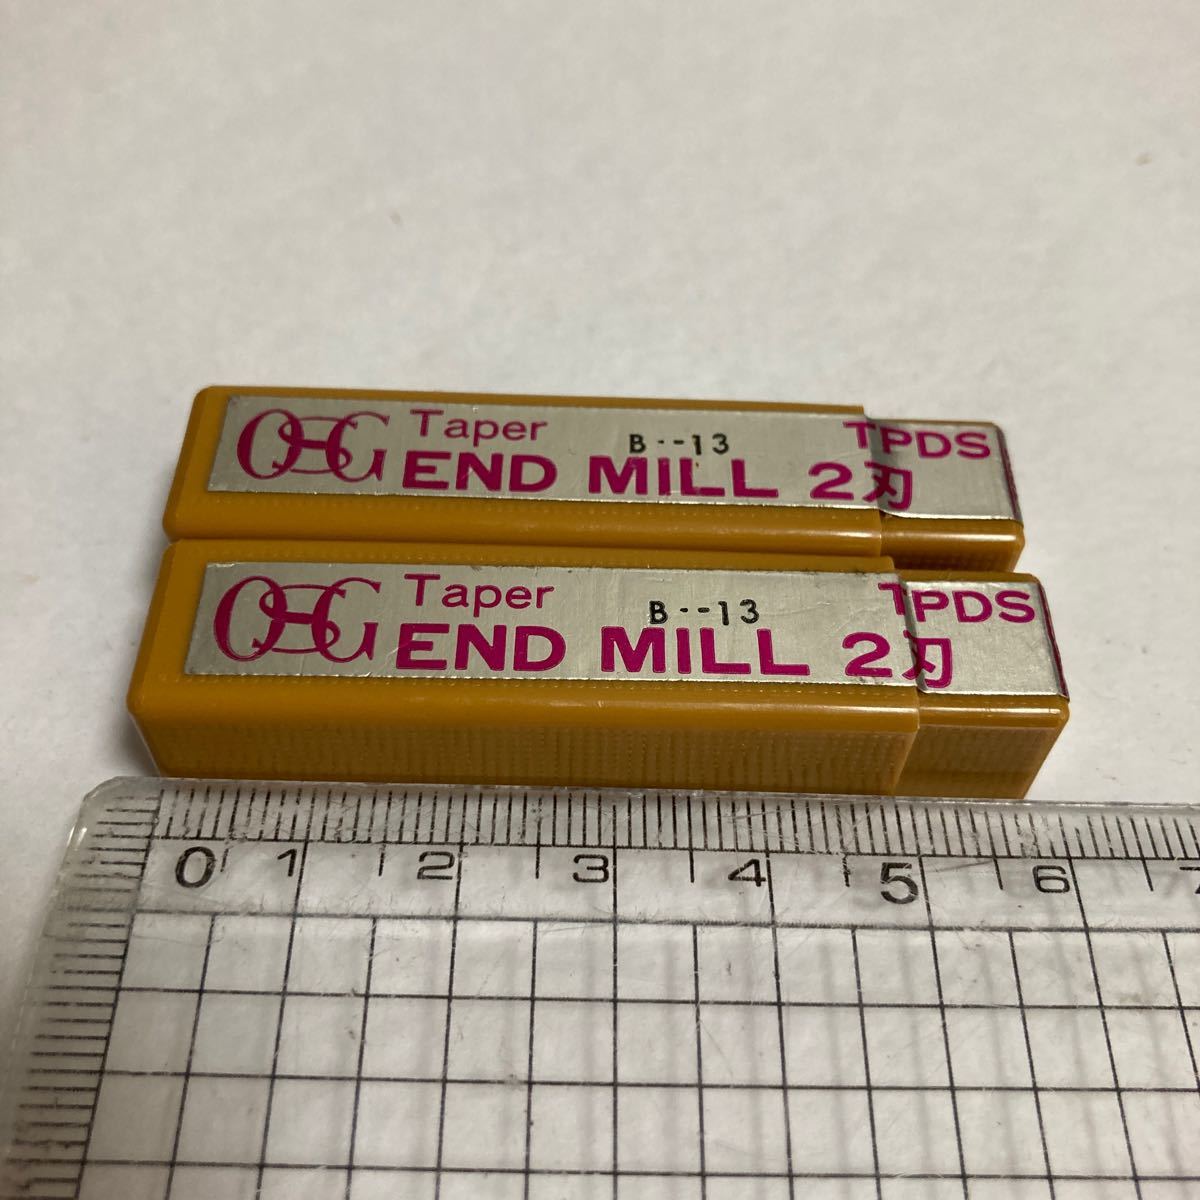 OSG Taper B--13 TPDS
END MILL 2刃
OSG Taper B--13 TPDS
END MILL 2刃
0 1 2 3 4 5 6 7